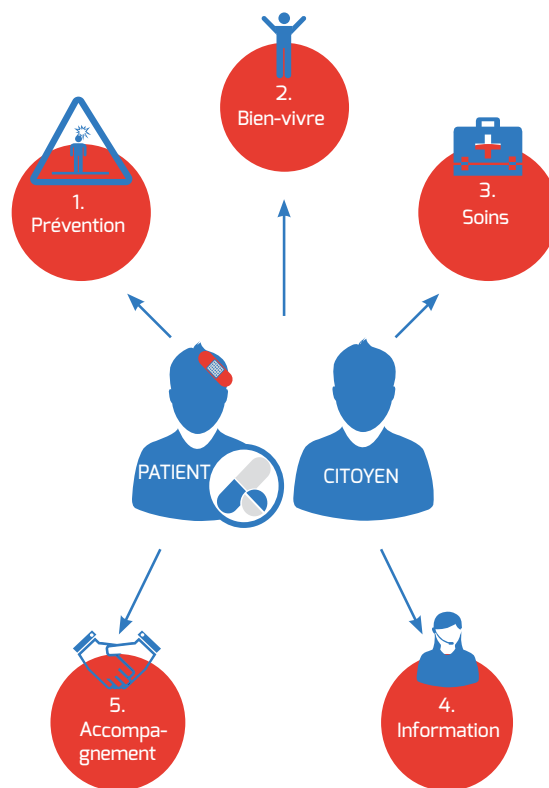 2.
Bien-vivre
1.
Prévention
3.
Soins
PATIENT
CITOYEN
5.
Accompa-
gnement
4.
Information